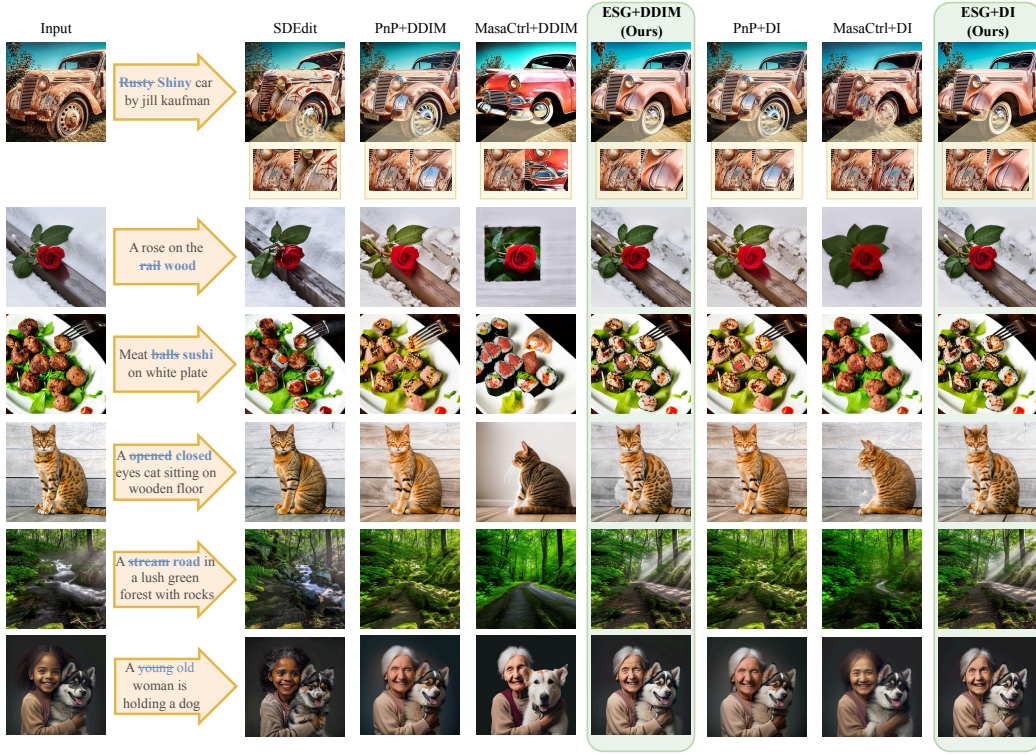 Input
SDEdit
PnP+DDIM
MasaCtrl+DDIM
ESG+DDIM
(Ours)
PnP+DI
MasaCtrl+DI
ESG+DI
(Ours)
Rusty Shiny car
by jill kaufman
A rose on the
rail wood
Meat balls sushi
on white plate
A opened closed
eyes cat sitting on
wooden floor
A stream road in
a lush green
forest with rocks
A young old
woman is
holding a dog